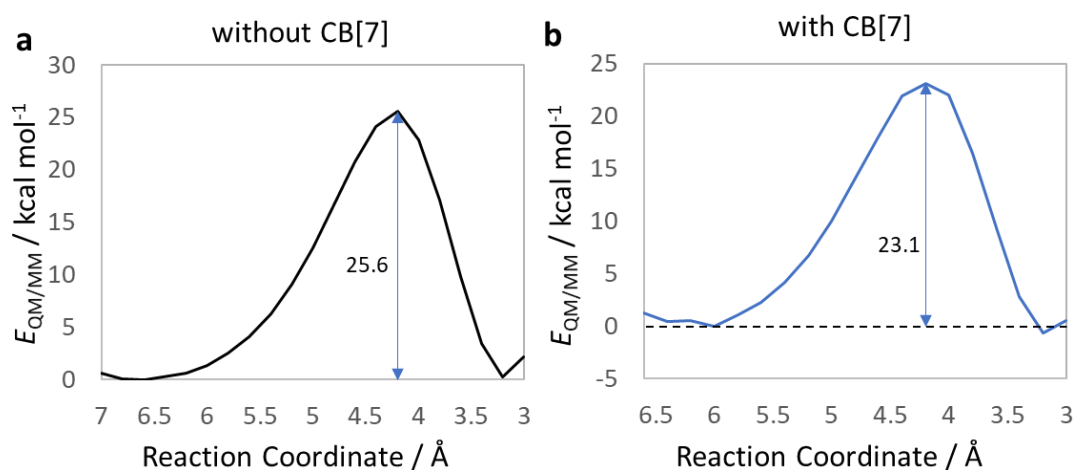 a
without CB[7]
E_QM/MM / kcal mol⁻¹
30
25
20
15
10
5
0
25.6
7 6.5 6 5.5 5 4.5 4 3.5 3
Reaction Coordinate / Å
b
with CB[7]
E_QM/MM / kcal mol⁻¹
25
20
15
10
5
0
-5
23.1
6.5 6 5.5 5 4.5 4 3.5 3
Reaction Coordinate / Å